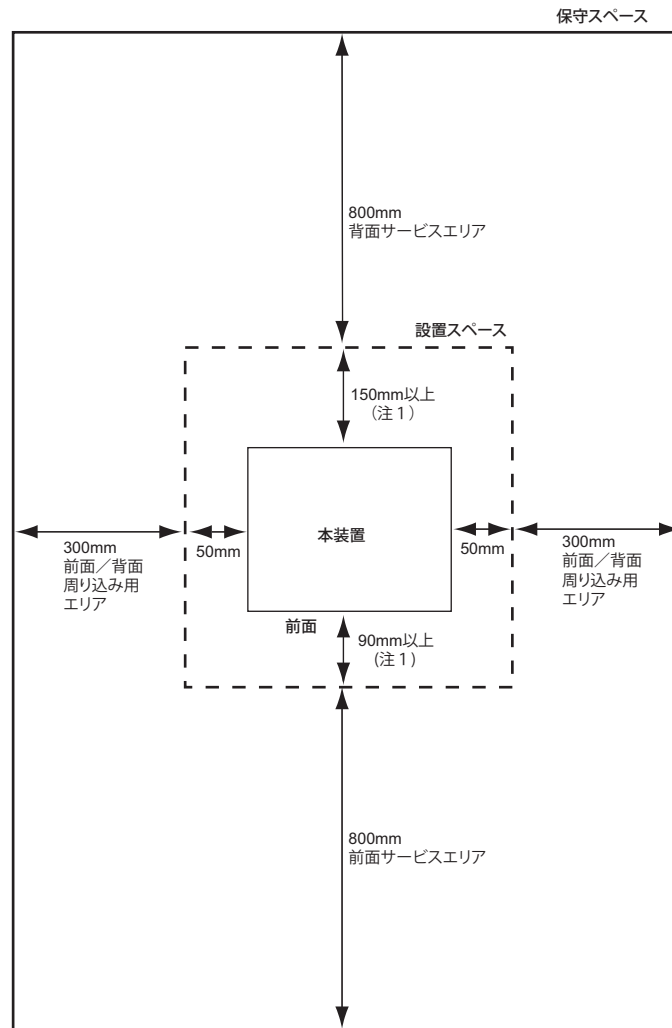 保守スペース
800mm
背面サービスエリア
設置スペース
150mm以上
(注１)
300mm
前面／背面
周り込み用
エリア
50mm
本装置
50mm
300mm
前面／背面
周り込み用
エリア
前面
90mm以上
(注１)
800mm
前面サービスエリア